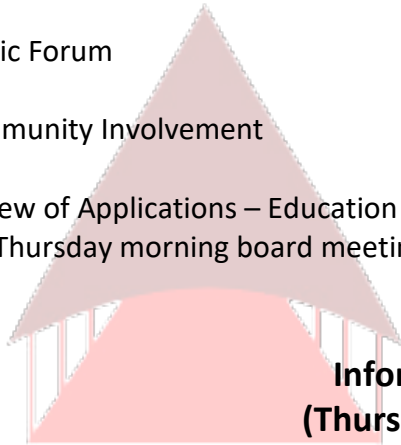 ic Forum
munity Involvement
ew of Applications – Education
Thursday morning board meetin
Infor
(Thurs